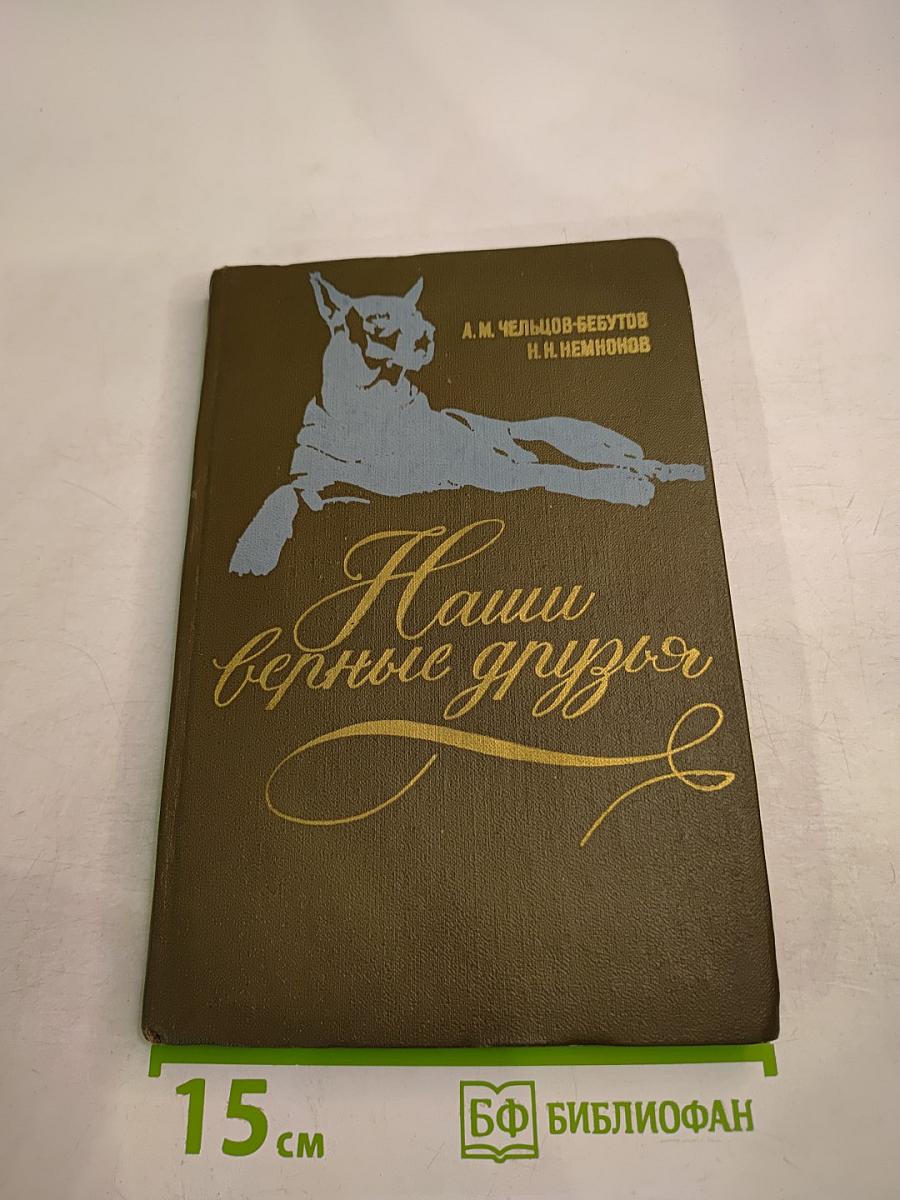 А. М. ЧЕЛЬЦОВ-БЕБУТОВ
Н. Н. НЕМНОНОВ
Наши
верные друзья
15 см
БФ БИБЛИОФАН